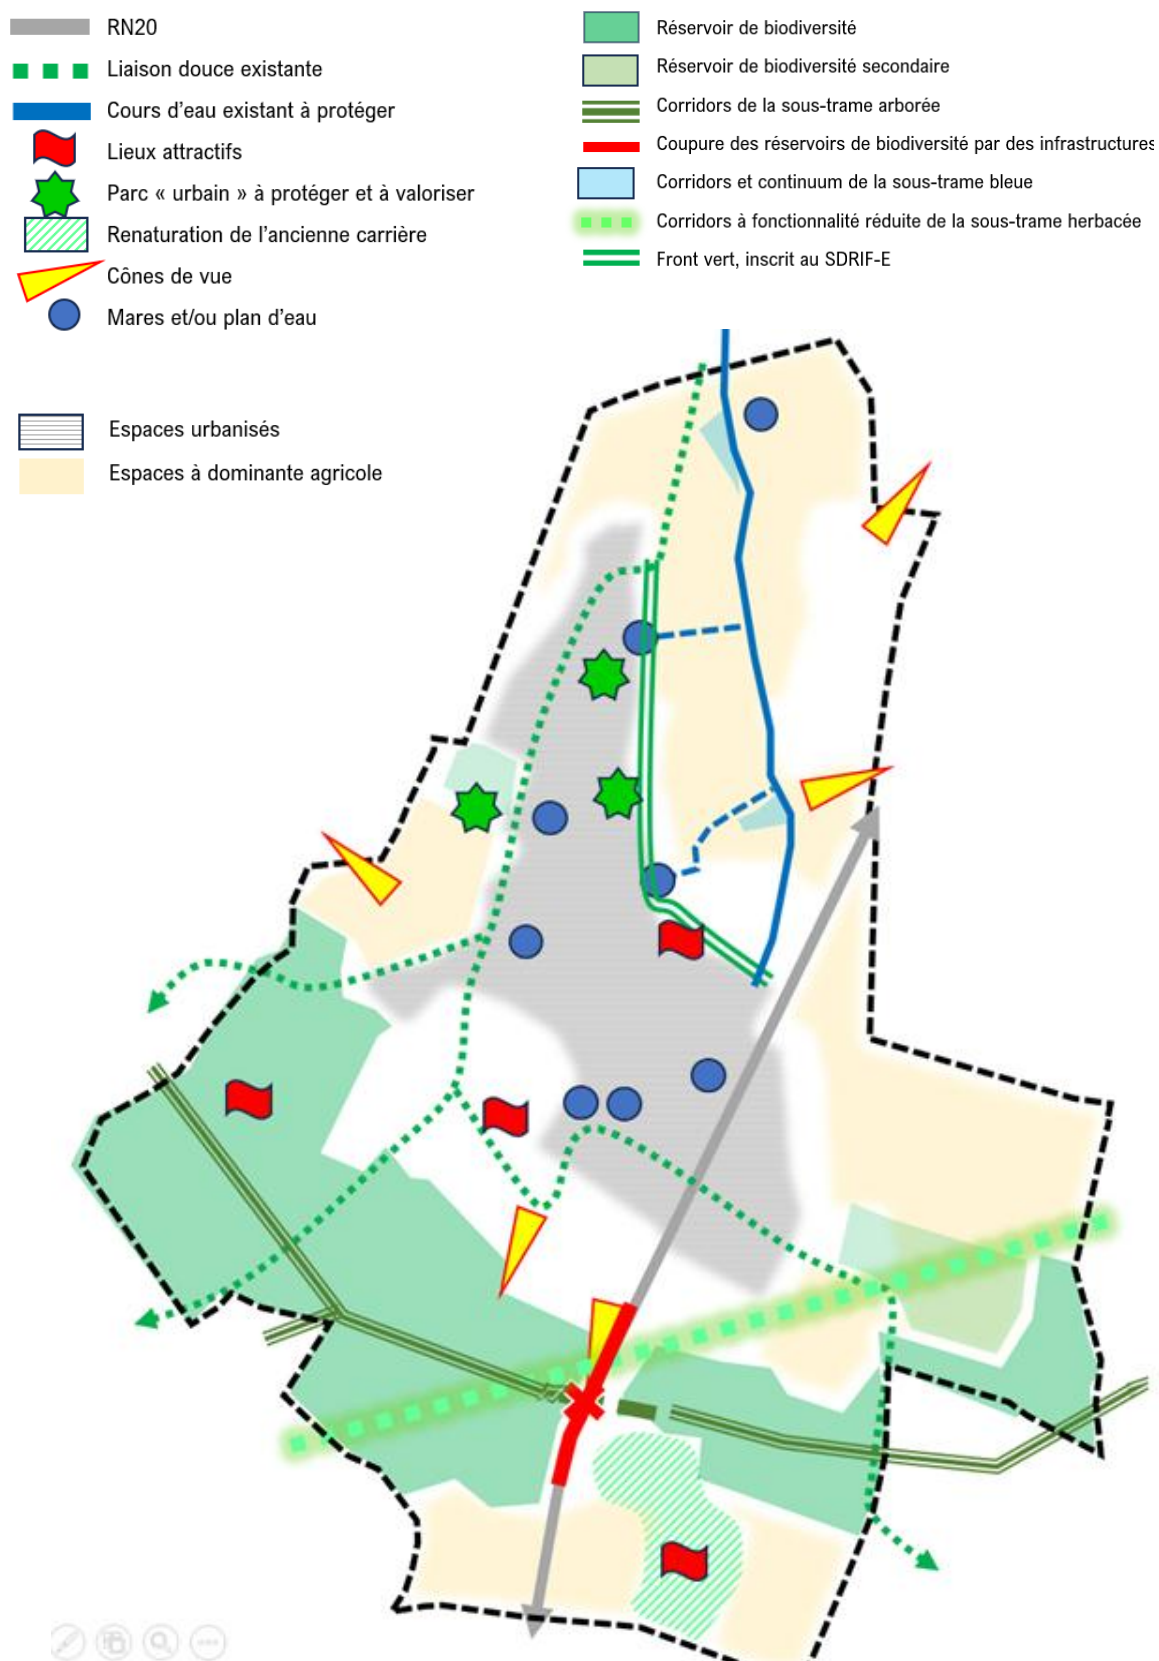 RN20
Liaison douce existante
Cours d'eau existant à protéger
Lieux attractifs
Parc « urbain » à protéger et à valoriser
Renaturation de l'ancienne carrière
Cônes de vue
Mares et/ou plan d'eau
Espaces urbanisés
Espaces à dominante agricole
Réservoir de biodiversité
Réservoir de biodiversité secondaire
Corridors de la sous-trame arborée
Coupure des réservoirs de biodiversité par des infrastructures
Corridors et continuum de la sous-trame bleue
Corridors à fonctionnalité réduite de la sous-trame herbacée
Front vert, inscrit au SDRIF-E